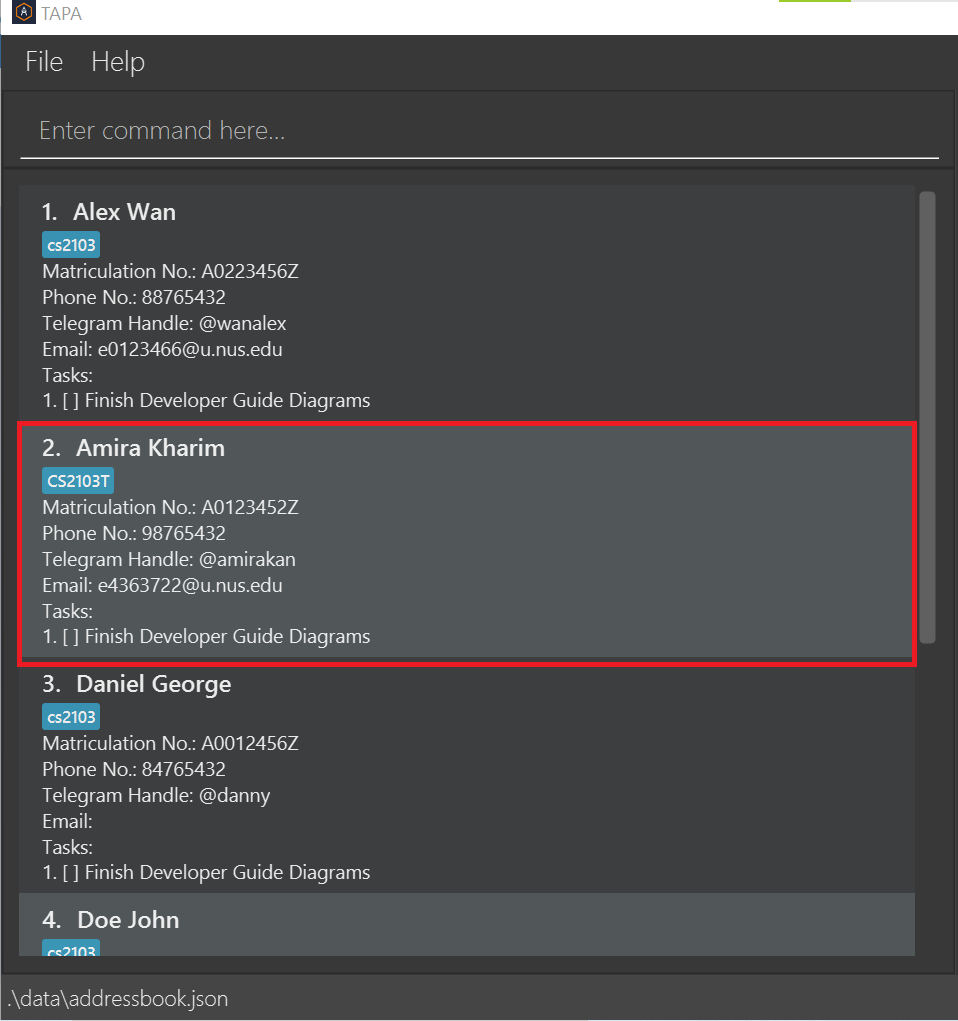 TAPA
File Help
Enter command here...
1. Alex Wan
cs2103
Matriculation No.: A0223456Z
Phone No.: 88765432
Telegram Handle: @wanalex
Email: e0123466@u.nus.edu
Tasks:
1. [ ] Finish Developer Guide Diagrams
2. Amira Kharim
CS2103T
Matriculation No.: A0123452Z
Phone No.: 98765432
Telegram Handle: @amirakan
Email: e4363722@u.nus.edu
Tasks:
1. [ ] Finish Developer Guide Diagrams
3. Daniel George
cs2103
Matriculation No.: A0012456Z
Phone No.: 84765432
Telegram Handle: @danny
Email:
Tasks:
1. [ ] Finish Developer Guide Diagrams
4. Doe John
cs2103
.\data\addressbook.json